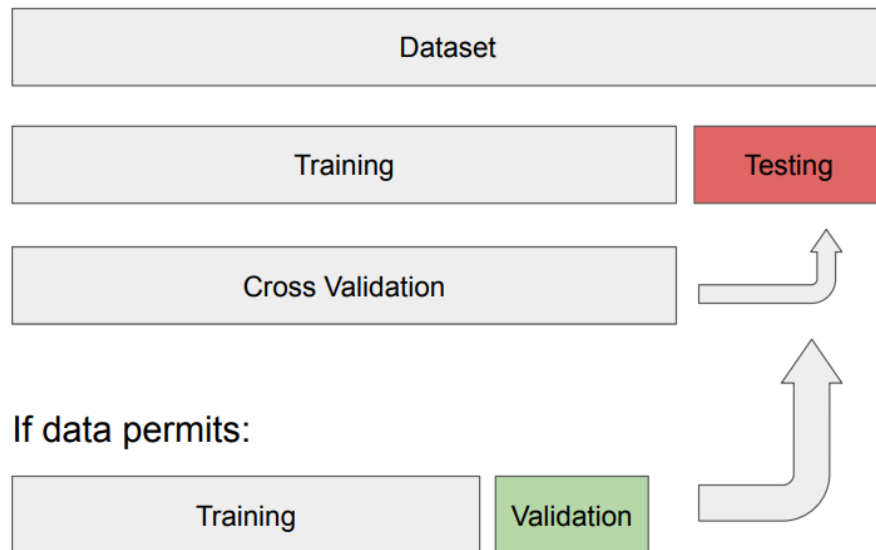 Dataset
Training Testing
Cross Validation
If data permits:
Training Validation